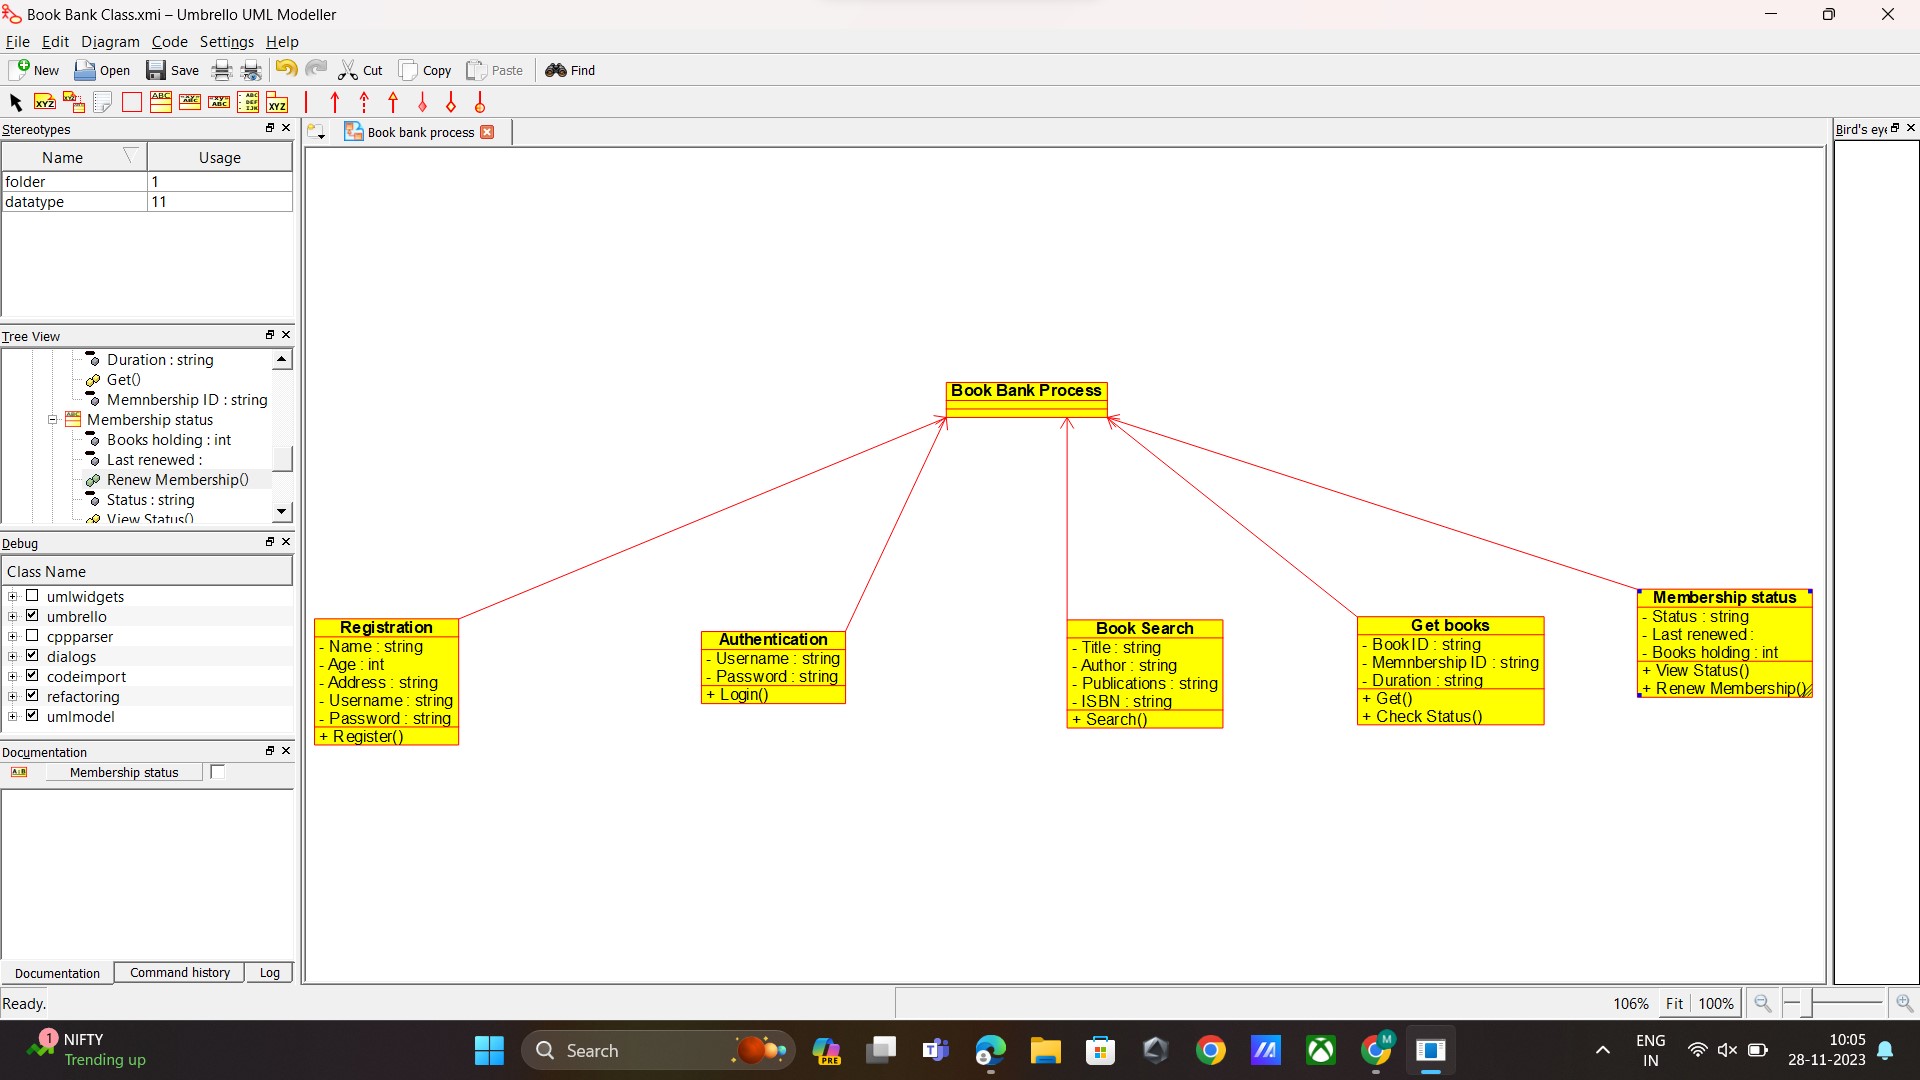 Book Bank Class.xmi – Umbrello UML Modeller
File Edit Diagram Code Settings Help
New Open Save Cut Copy Paste Find
XYZ ABC XYZ
Stereotypes
Name Usage
folder 1
datatype 11
Tree View
Duration : string
Get()
Memnbership ID : string
Membership status
Books holding : int
Last renewed :
Renew Membership()
Status : string
View Status()
Debug
Class Name
umlwidgets
umbrello
cppparser
dialogs
codeimport
refactoring
umlmodel
Documentation
Membership status
Documentation Command history Log
Ready.
Book bank process
Book Bank Process
Registration
- Name : string
- Age : int
- Address : string
- Username : string
- Password : string
+ Register()
Authentication
- Username : string
- Password : string
+ Login()
Book Search
- Title : string
- Author : string
- Publications : string
- ISBN : string
+ Search()
Get books
- BookID : string
- Memnbership ID : string
- Duration : string
+ Get()
+ Check Status()
Membership status
- Status : string
- Last renewed :
- Books holding : int
+ View Status()
+ Renew Membership()
Bird's eye
106% Fit 100%
1
NIFTY
Trending up
Search
PRE
M
ENG
IN
10:05
28-11-2023